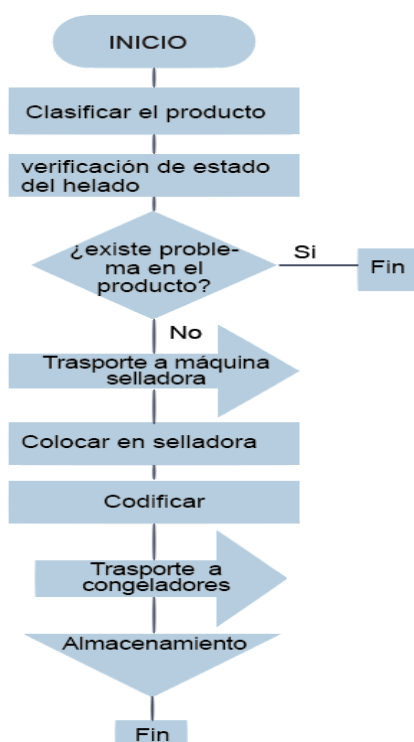 INICIO
Clasificar el producto
verificación de estado
del helado
¿existe proble-
ma en el
producto?
Si
Fin
No
Trasporte a máquina
selladora
Colocar en selladora
Codificar
Trasporte a
congeladores
Almacenamiento
Fin